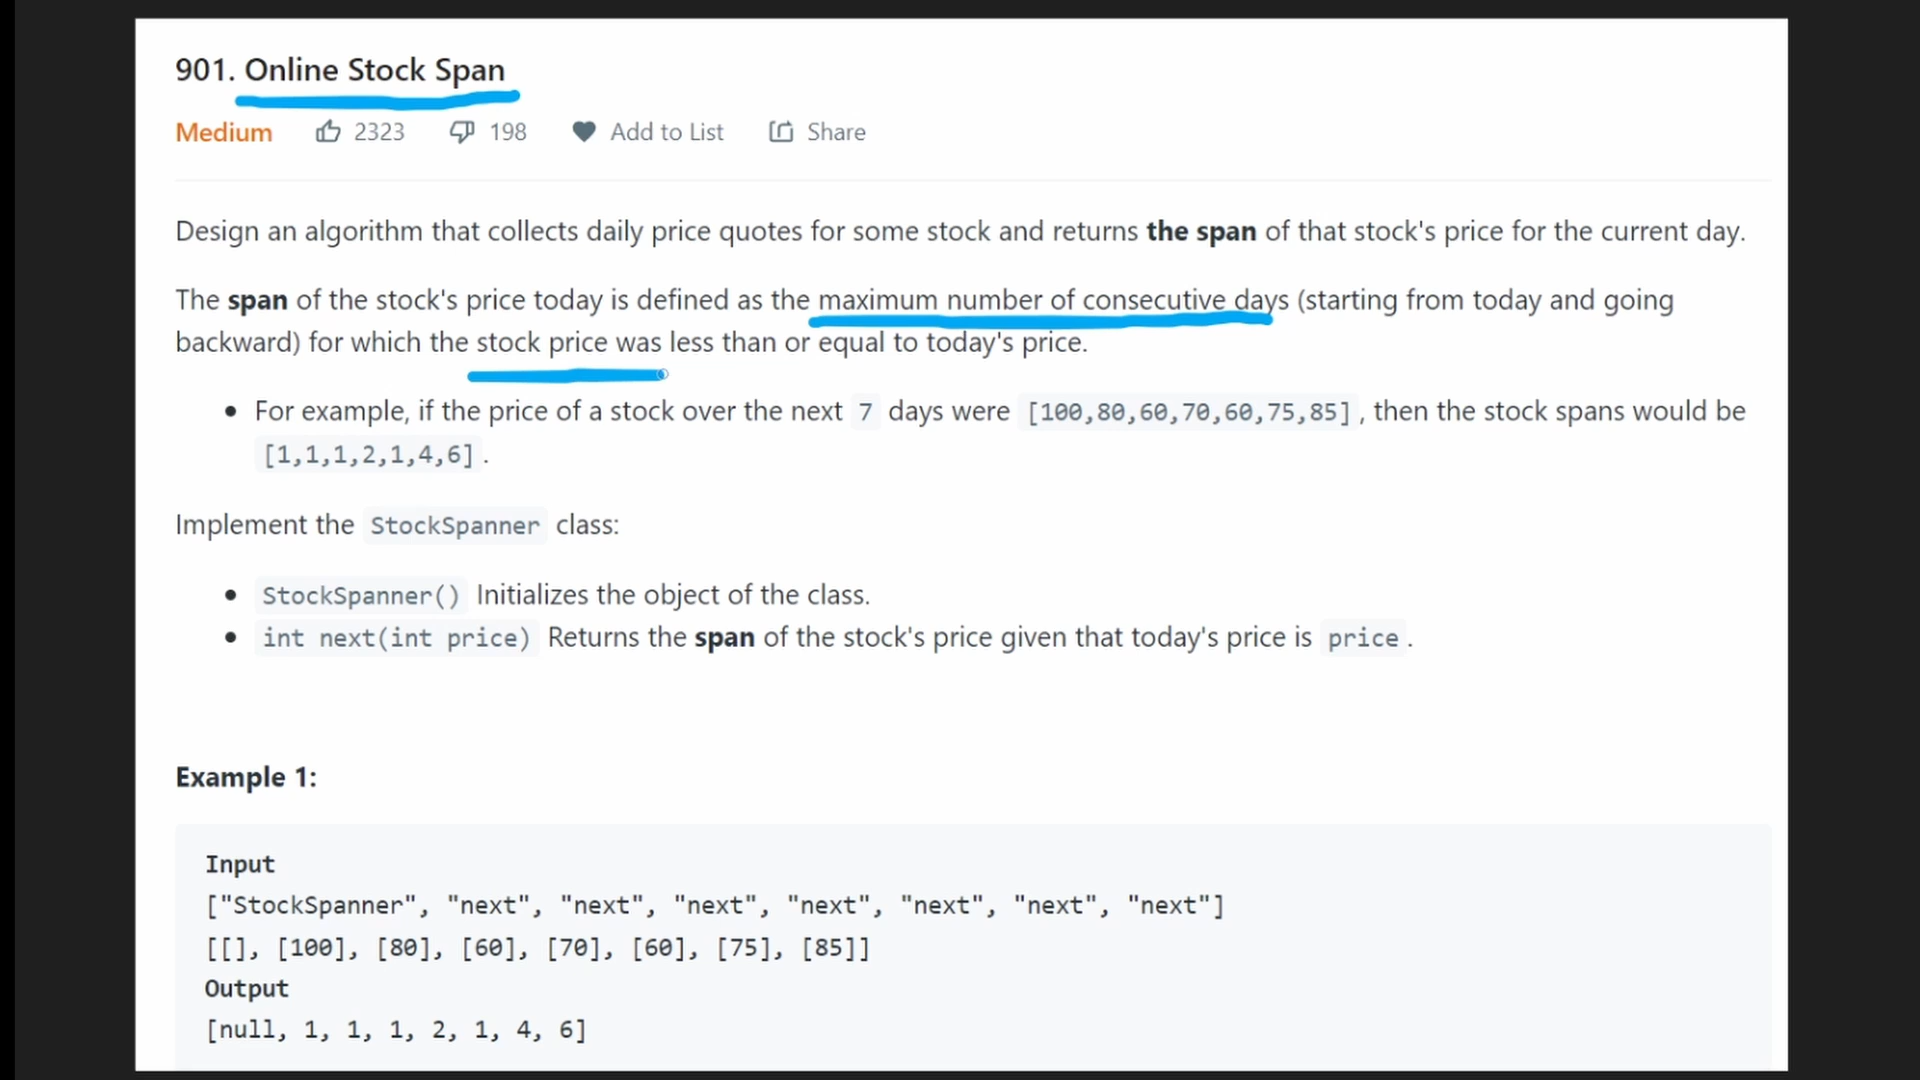 901. Online Stock Span
Medium 2323 198 Add to List Share
Design an algorithm that collects daily price quotes for some stock and returns the span of that stock's price for the current day.
The span of the stock's price today is defined as the maximum number of consecutive days (starting from today and going
backward) for which the stock price was less than or equal to today's price.
• For example, if the price of a stock over the next 7 days were [100,80,60,70,60,75,85], then the stock spans would be
[1,1,1,2,1,4,6].
Implement the StockSpanner class:
• StockSpanner() Initializes the object of the class.
• int next(int price) Returns the span of the stock's price given that today's price is price.
Example 1:
Input
["StockSpanner", "next", "next", "next", "next", "next", "next", "next"]
[[], [100], [80], [60], [70], [60], [75], [85]]
Output
[null, 1, 1, 1, 2, 1, 4, 6]